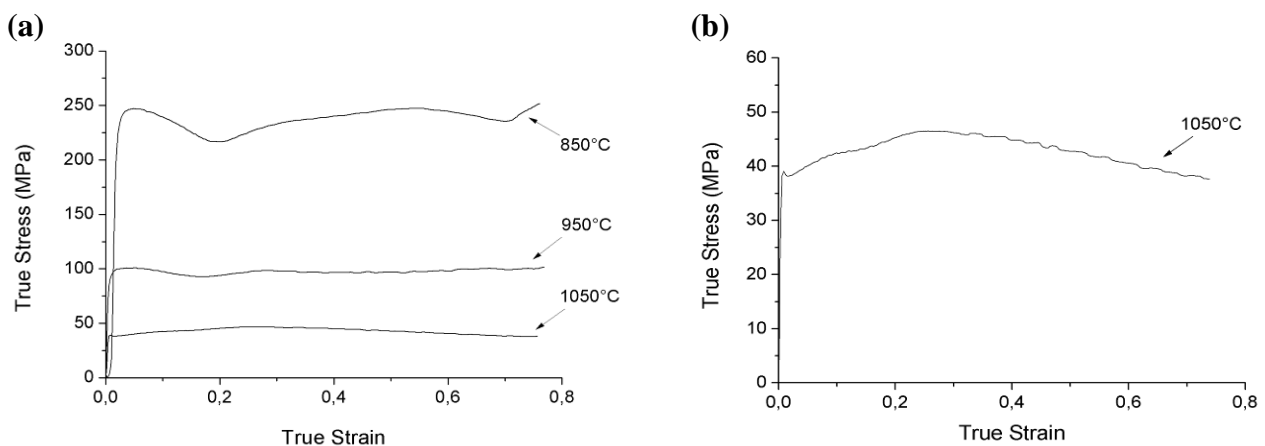 (a)
300
250
200
150
100
50
0
True Stress (MPa)
850°C
950°C
1050°C
0,0 0,2 0,4 0,6 0,8
True Strain
(b)
60
50
40
30
20
10
0
True Stress (MPa)
1050°C
0,0 0,2 0,4 0,6 0,8
True Strain